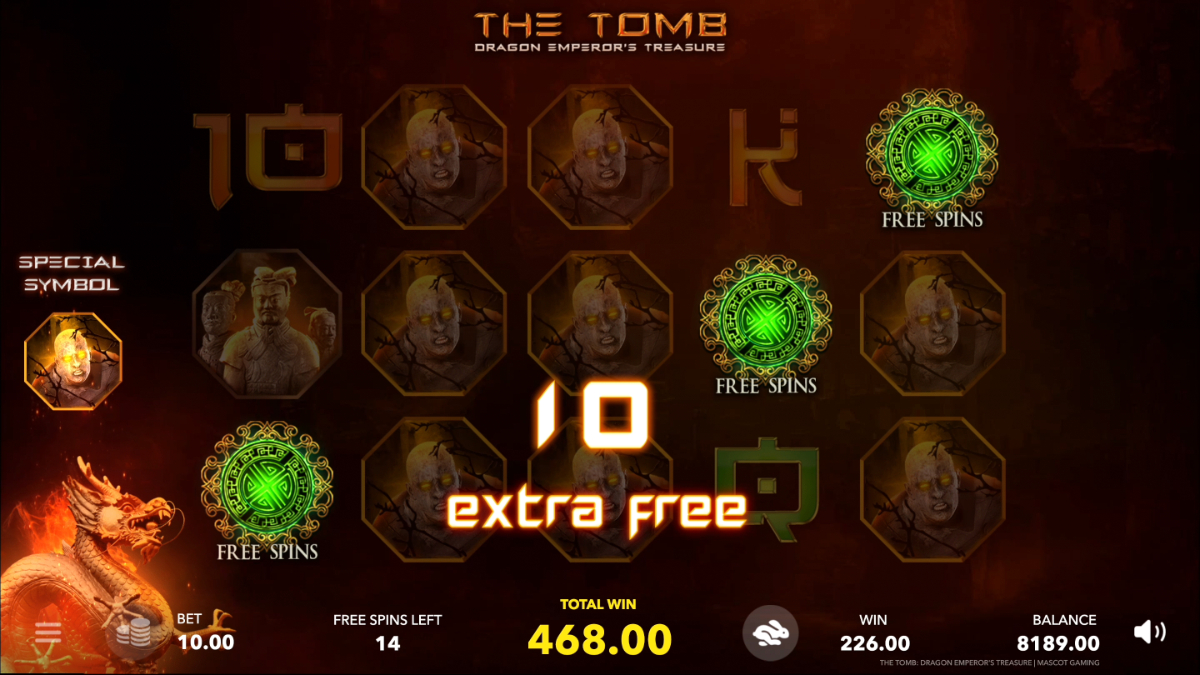 THE TOMB
DRAGON EMPEROR'S TREASURE
10
K
FREE SPINS
SPECIAL
SYMBOL
FREE SPINS
10
Q
extra free
FREE SPINS
BET
10.00
FREE SPINS LEFT
14
TOTAL WIN
468.00
WIN
226.00
BALANCE
8189.00
THE TOMB: DRAGON EMPEROR'S TREASURE | MASCOT GAMING